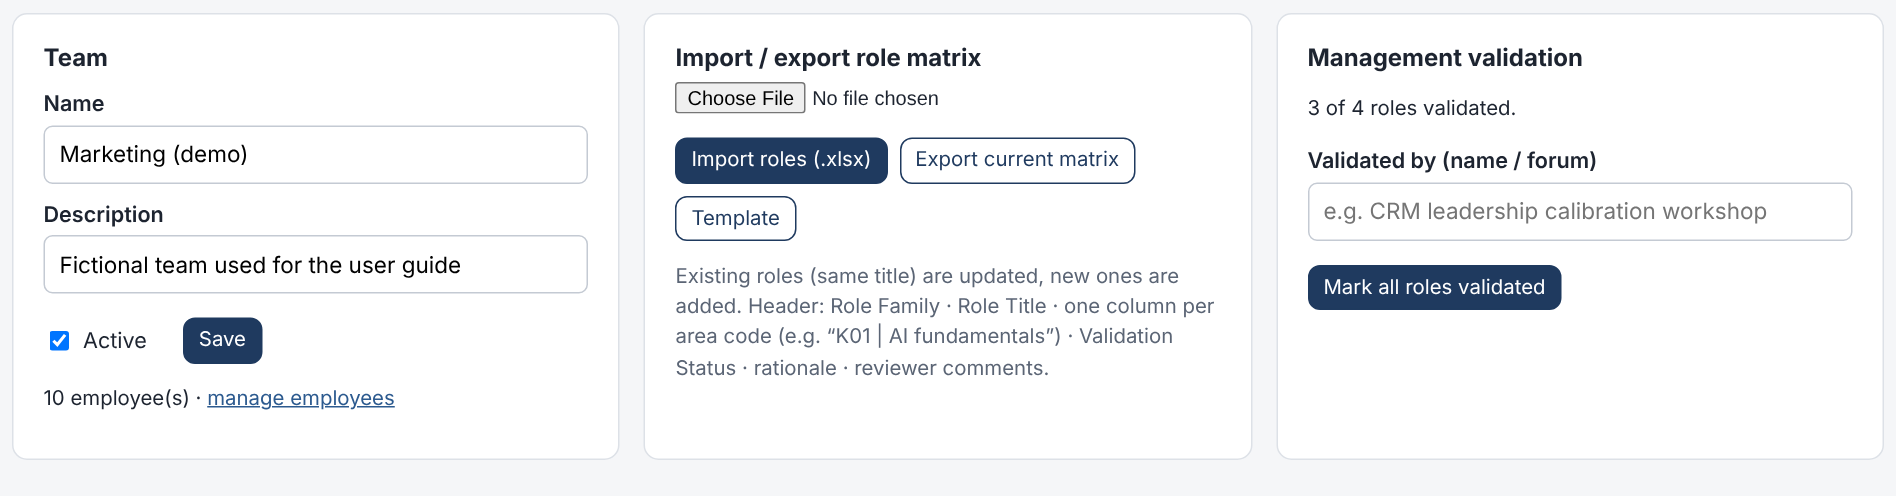 Team
Name
Marketing (demo)
Description
Fictional team used for the user guide
Active
Save
10 employee(s) · manage employees
Import / export role matrix
Choose File No file chosen
Import roles (.xlsx)
Export current matrix
Template
Existing roles (same title) are updated, new ones are
added. Header: Role Family · Role Title · one column per
area code (e.g. “K01 | AI fundamentals”) · Validation
Status · rationale · reviewer comments.
Management validation
3 of 4 roles validated.
Validated by (name / forum)
e.g. CRM leadership calibration workshop
Mark all roles validated